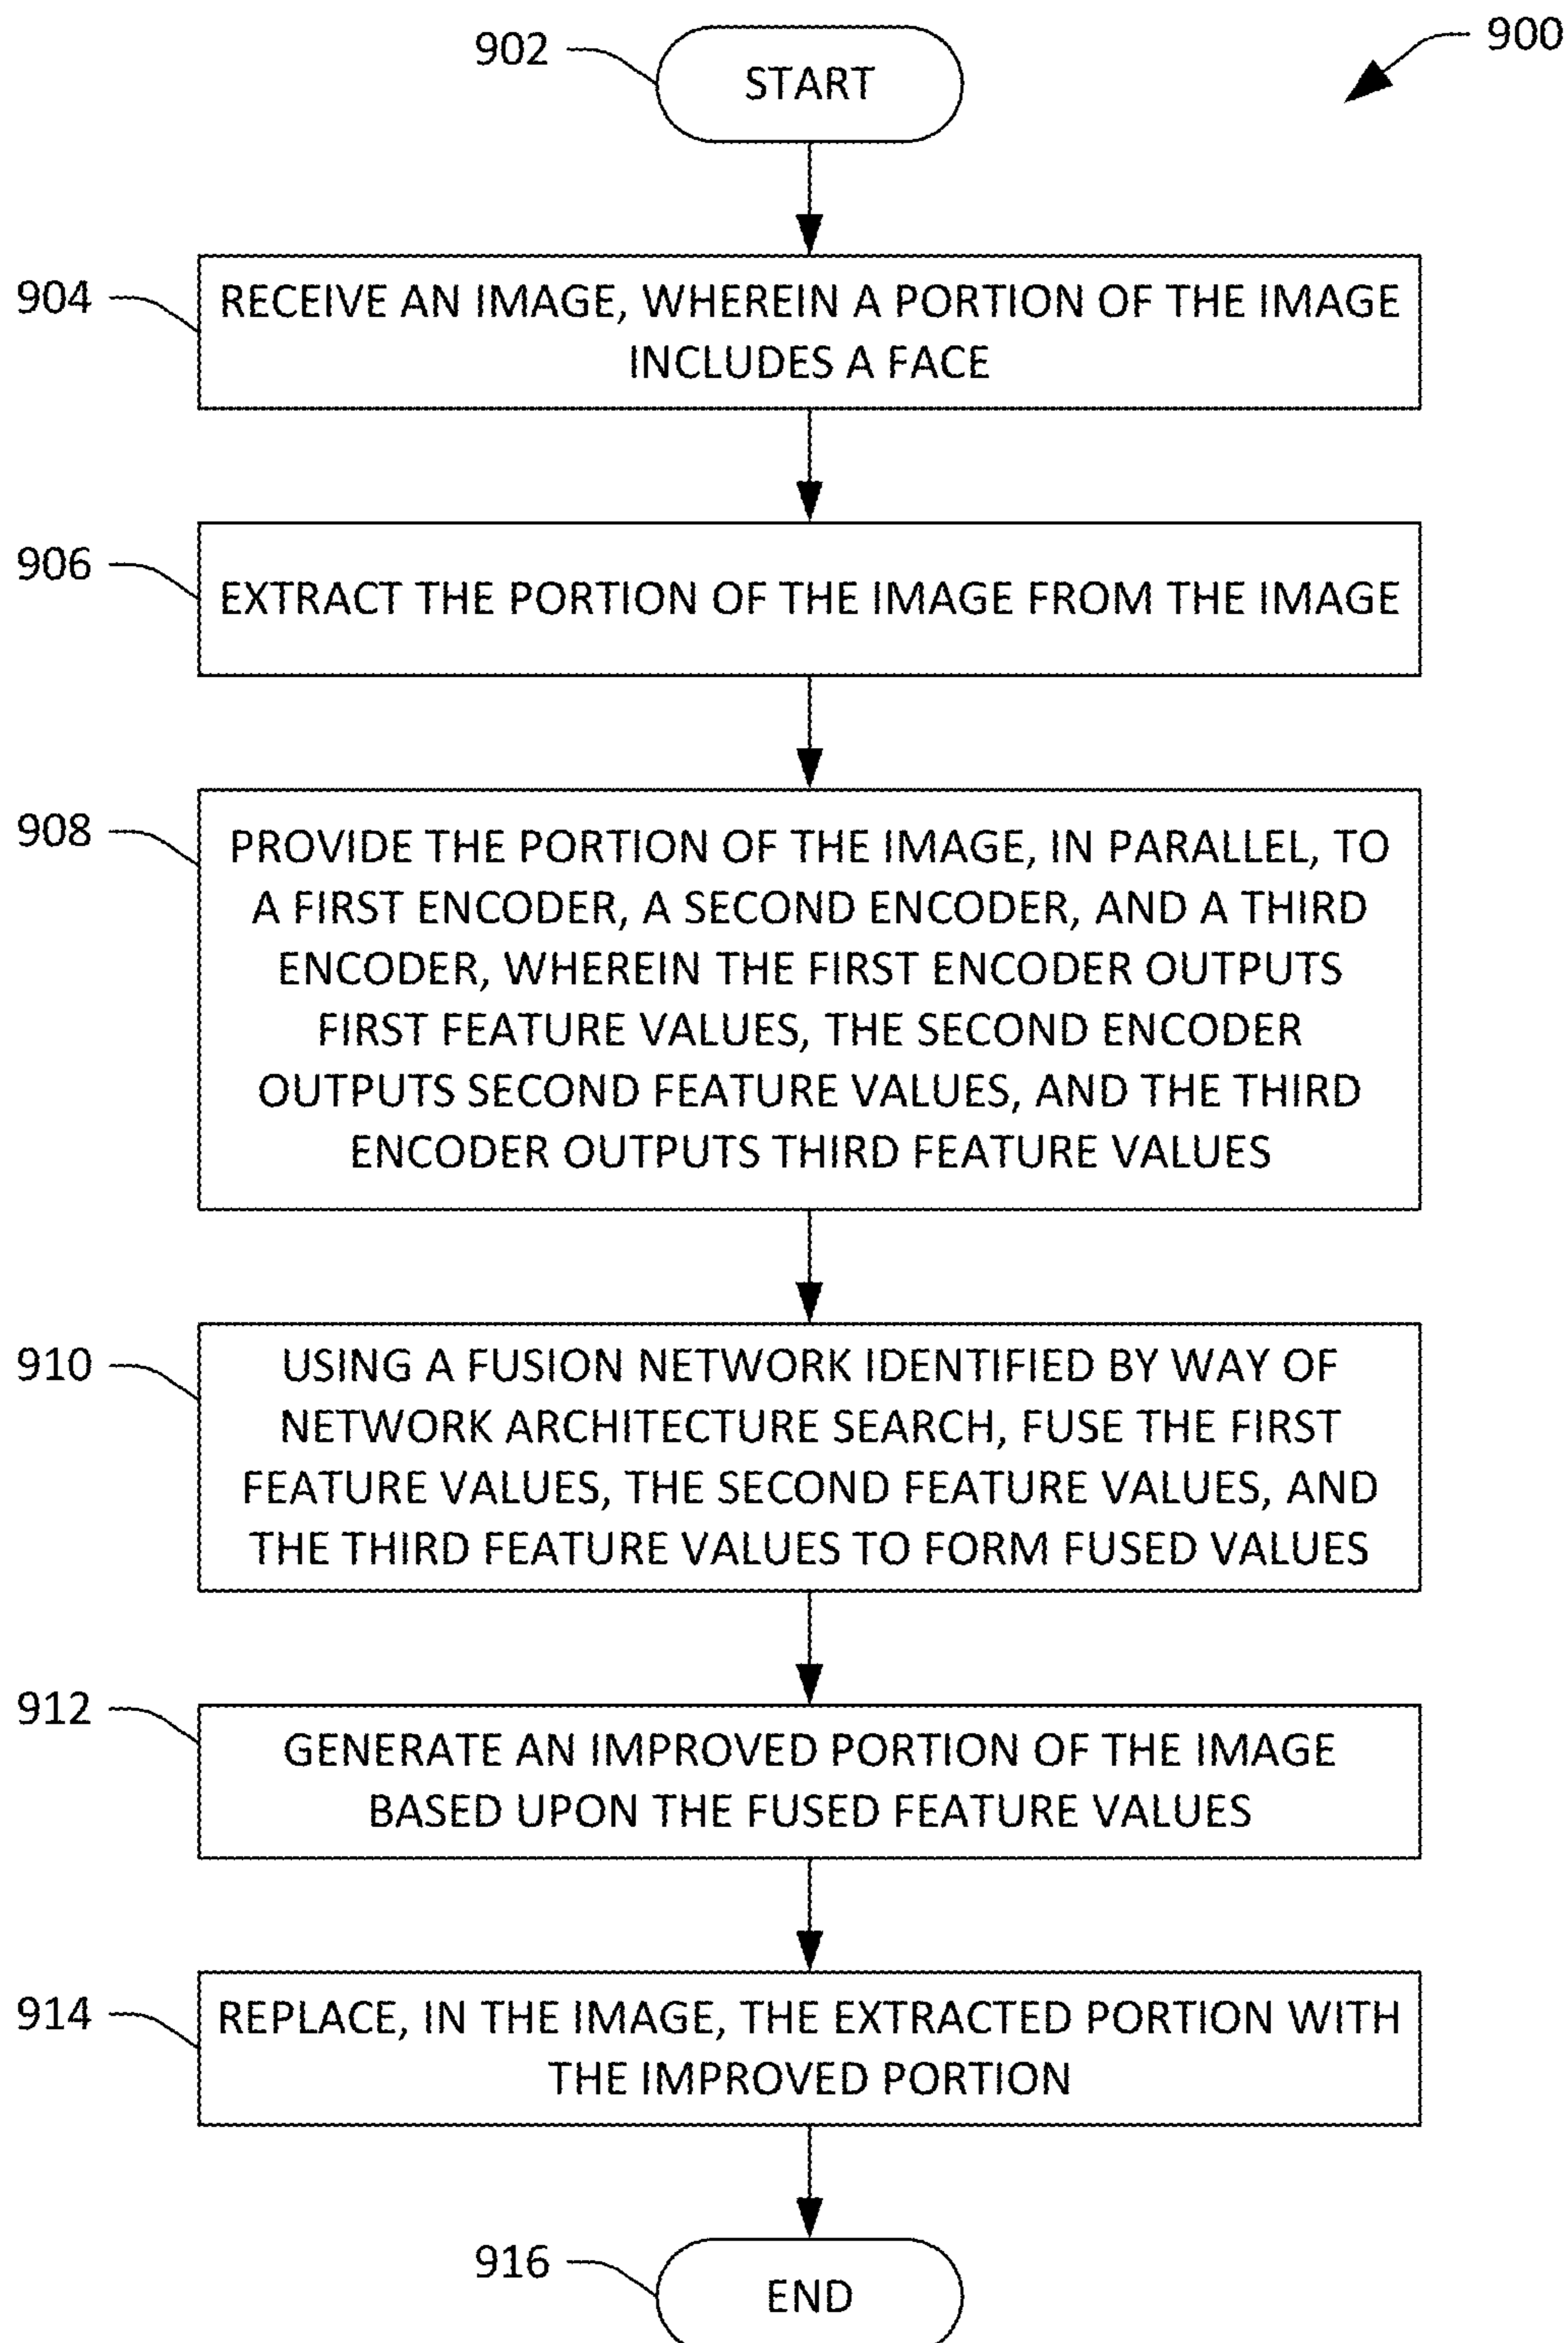 900
902
START
904
RECEIVE AN IMAGE, WHEREIN A PORTION OF THE IMAGE
INCLUDES A FACE
906
EXTRACT THE PORTION OF THE IMAGE FROM THE IMAGE
908
PROVIDE THE PORTION OF THE IMAGE, IN PARALLEL, TO
A FIRST ENCODER, A SECOND ENCODER, AND A THIRD
ENCODER, WHEREIN THE FIRST ENCODER OUTPUTS
FIRST FEATURE VALUES, THE SECOND ENCODER
OUTPUTS SECOND FEATURE VALUES, AND THE THIRD
ENCODER OUTPUTS THIRD FEATURE VALUES
910
USING A FUSION NETWORK IDENTIFIED BY WAY OF
NETWORK ARCHITECTURE SEARCH, FUSE THE FIRST
FEATURE VALUES, THE SECOND FEATURE VALUES, AND
THE THIRD FEATURE VALUES TO FORM FUSED VALUES
912
GENERATE AN IMPROVED PORTION OF THE IMAGE
BASED UPON THE FUSED FEATURE VALUES
914
REPLACE, IN THE IMAGE, THE EXTRACTED PORTION WITH
THE IMPROVED PORTION
916
END